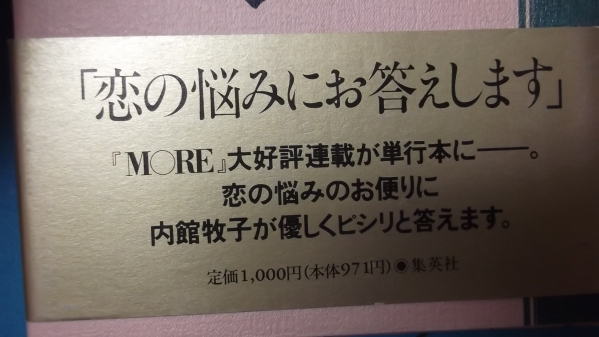 「恋の悩みにお答えします」
『MORE』大好評連載が単行本に――。
恋の悩みのお便りに
内館牧子が優しくピシリと答えます。
定価1,000円(本体971円)◉集英社